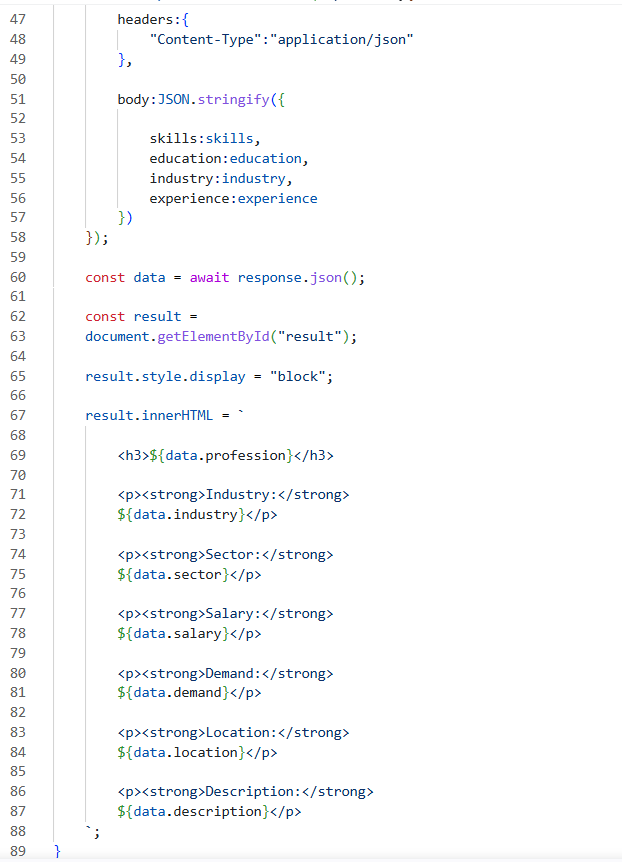 47 headers:{
48 "Content-Type":"application/json"
49 },
50
51 body:JSON.stringify({
52
53 skills:skills,
54 education:education,
55 industry:industry,
56 experience:experience
57 })
58 });
59
60 const data = await response.json();
61
62 const result =
63 document.getElementById("result");
64
65 result.style.display = "block";
66
67 result.innerHTML = `
68
69 <h3>${data.profession}</h3>
70
71 <p><strong>Industry:</strong>
72 ${data.industry}</p>
73
74 <p><strong>Sector:</strong>
75 ${data.sector}</p>
76
77 <p><strong>Salary:</strong>
78 ${data.salary}</p>
79
80 <p><strong>Demand:</strong>
81 ${data.demand}</p>
82
83 <p><strong>Location:</strong>
84 ${data.location}</p>
85
86 <p><strong>Description:</strong>
87 ${data.description}</p>
88 `;
89 }